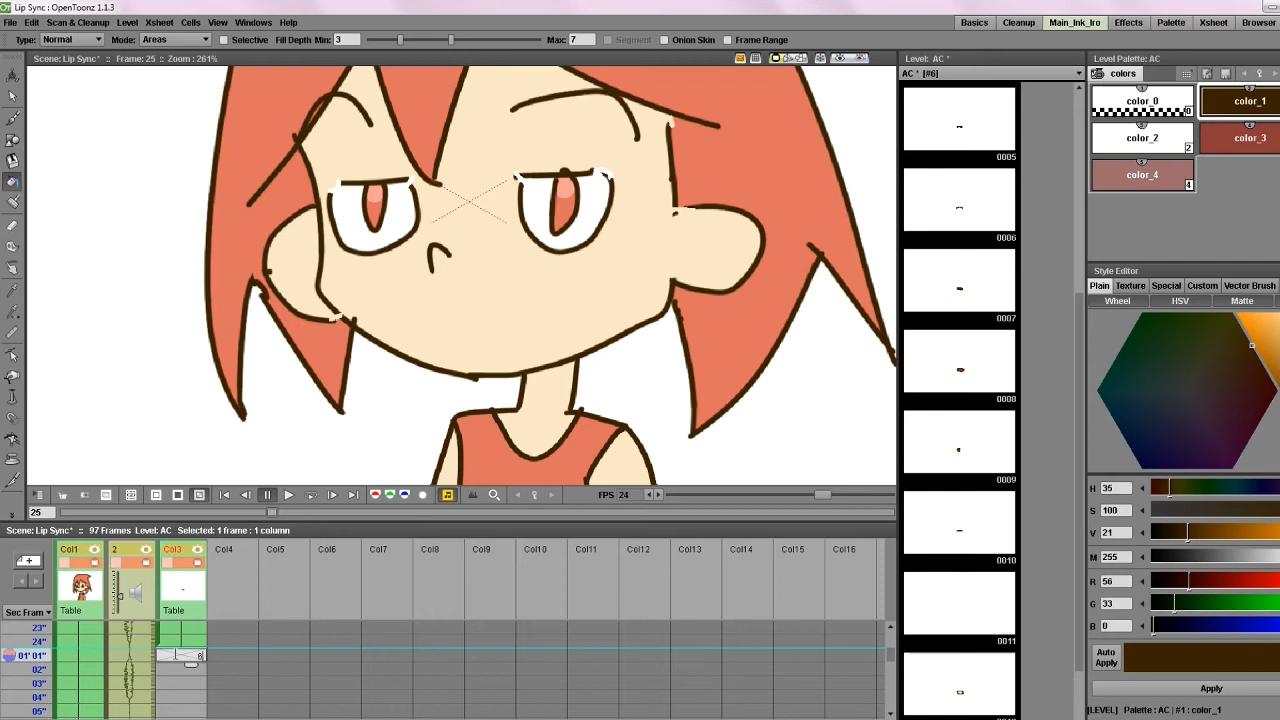 Lip Sync : OpenToonz 1.1.3
File Edit Scan & Cleanup Level Xsheet Cells View Windows Help
Basics Cleanup Main_Ink_Iro Effects Palette Xsheet Browser
Type: Normal Mode: Areas Selective Fill Depth Min: 3 Max: 7 Segment Onion Skin Frame Range
Scene: Lip Sync* :: Frame: 25 :: Zoom : 261%
Level: AC *
Level Palette: AC
AC * [#6]
colors
color_0 0
color_1
color_2 2
color_3
color_4 4
0005
0006
0007
0008
0009
0010
0011
Style Editor
Plain Texture Special Custom Vector Brush
Wheel HSV Matte
H 35
S 100
V 21
M 255
R 56
G 33
B 0
Auto Apply
Apply
[LEVEL] Palette : AC | #1 : color_1
FPS 24
25
Scene: Lip Sync* :: 97 Frames Level: AC Selected: 1 frame : 1 column
Col1 2 Col3 Col4 Col5 Col6 Col7 Col8 Col9 Col10 Col11 Col12 Col13 Col14 Col15 Col16
Table Table
Sec Fram
23"
24"
01' 01" 6
02"
03"
04"
05"